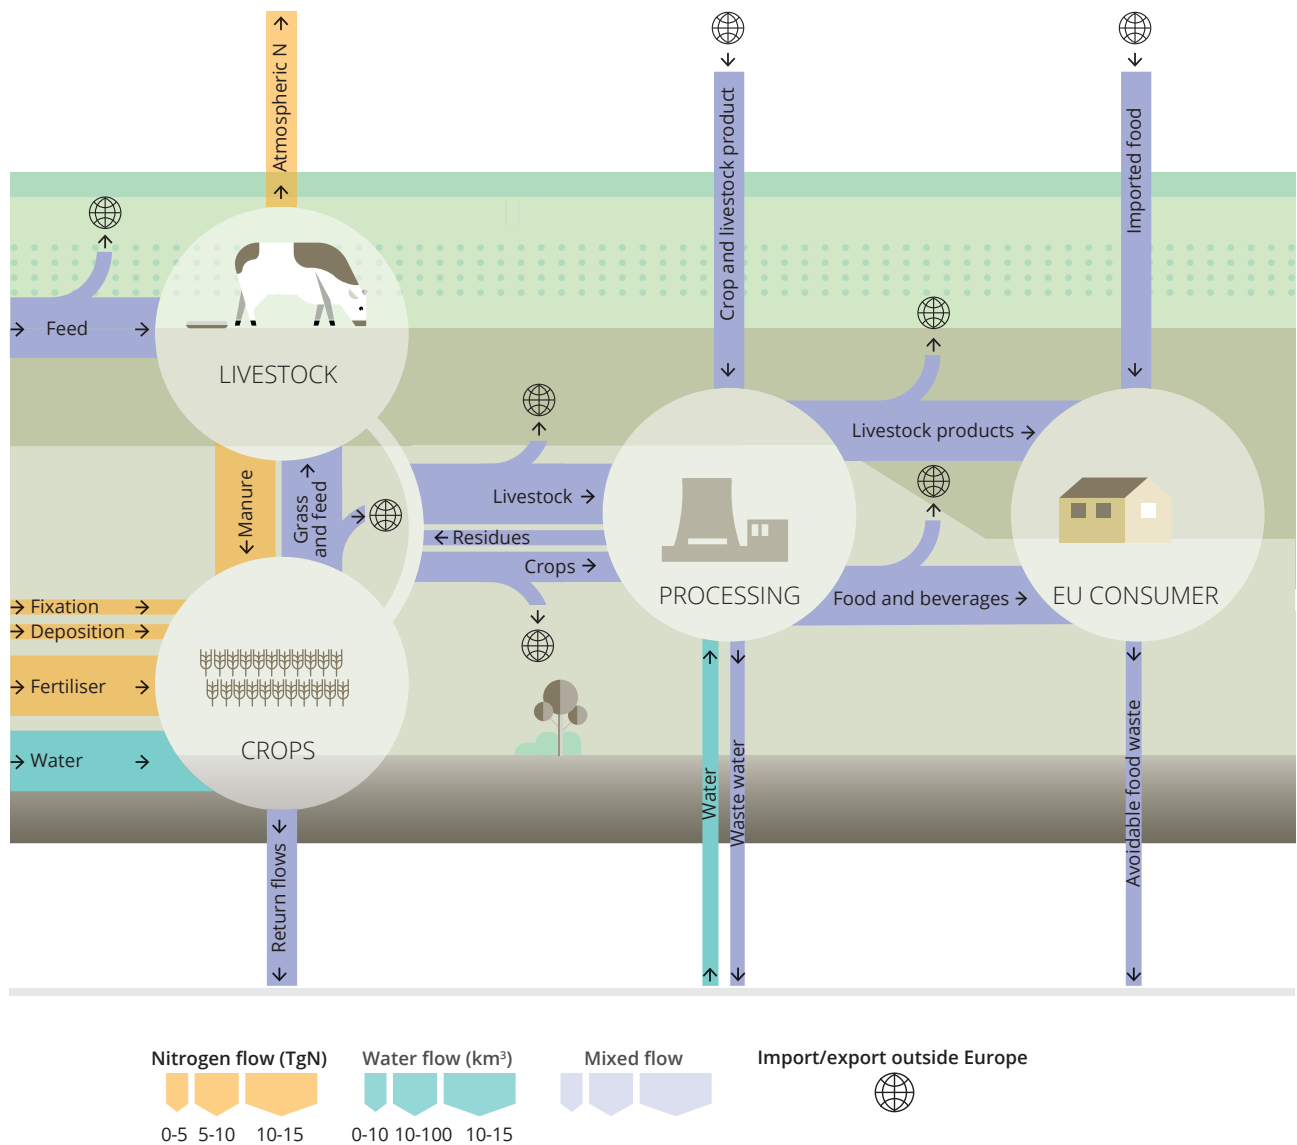 Atmospheric N
Crop and livestock product
Imported food
Feed
LIVESTOCK
Livestock products
Manure
Grass
and feed
Livestock
Residues
Crops
PROCESSING
Food and beverages
EU CONSUMER
Fixation
Deposition
Fertiliser
Water
CROPS
Return flows
Water
Waste water
Avoidable food waste
Nitrogen flow (TgN)
Water flow (km³)
Mixed flow
Import/export outside Europe
0-5 5-10 10-15
0-10 10-100 10-15